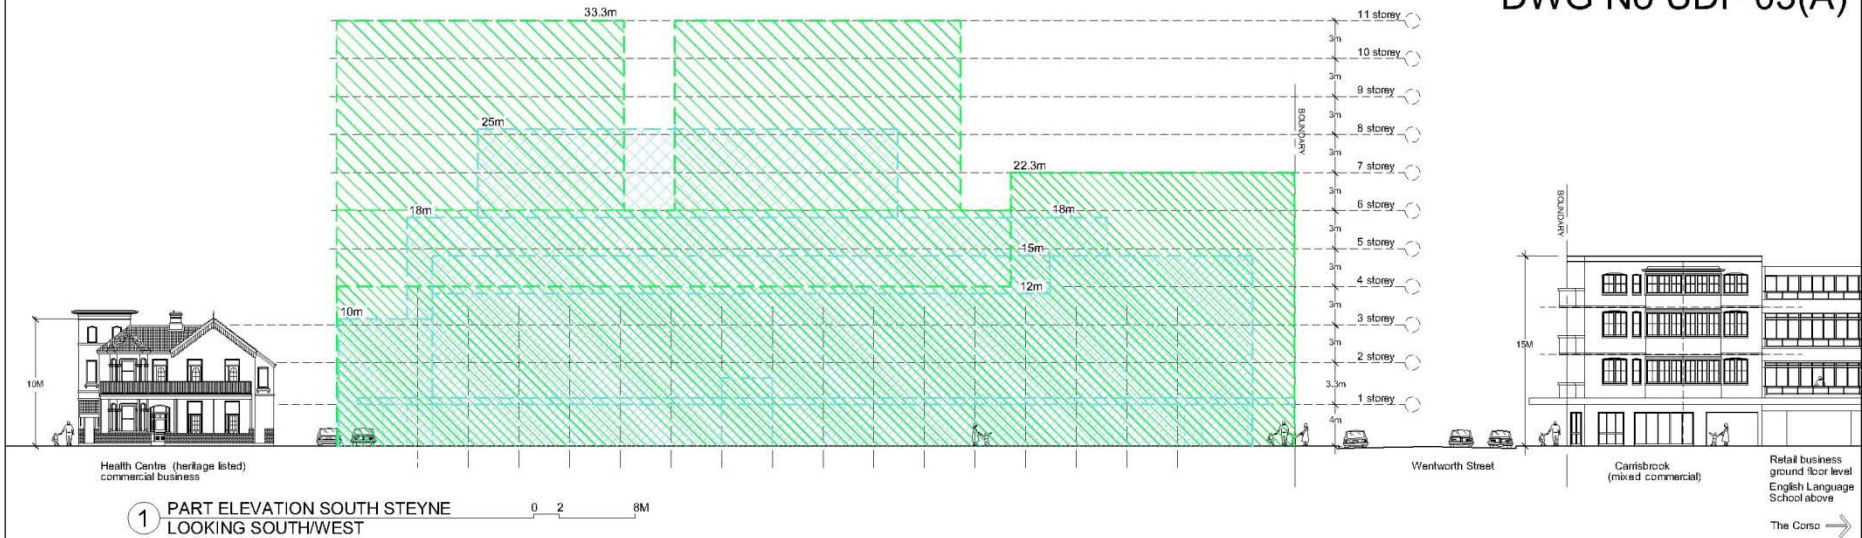 DWG No UDP 03(A)
33.3m
11 storey
3m
10 storey
3m
9 storey
3m
25m
8 storey
BOUNDARY
3m
22.3m
7 storey
3m
18m
18m
6 storey
BOUNDARY
3m
15m
5 storey
3m
12m
4 storey
10m
3m
3 storey
15M
3m
10M
2 storey
3.3m
1 storey
4m
Health Centre (heritage listed)
commercial business
Wentworth Street
Carrisbrook
(mixed commercial)
Retail business
ground floor level
English Language
School above
The Corso
1
PART ELEVATION SOUTH STEYNE
LOOKING SOUTH/WEST
0 2 8M